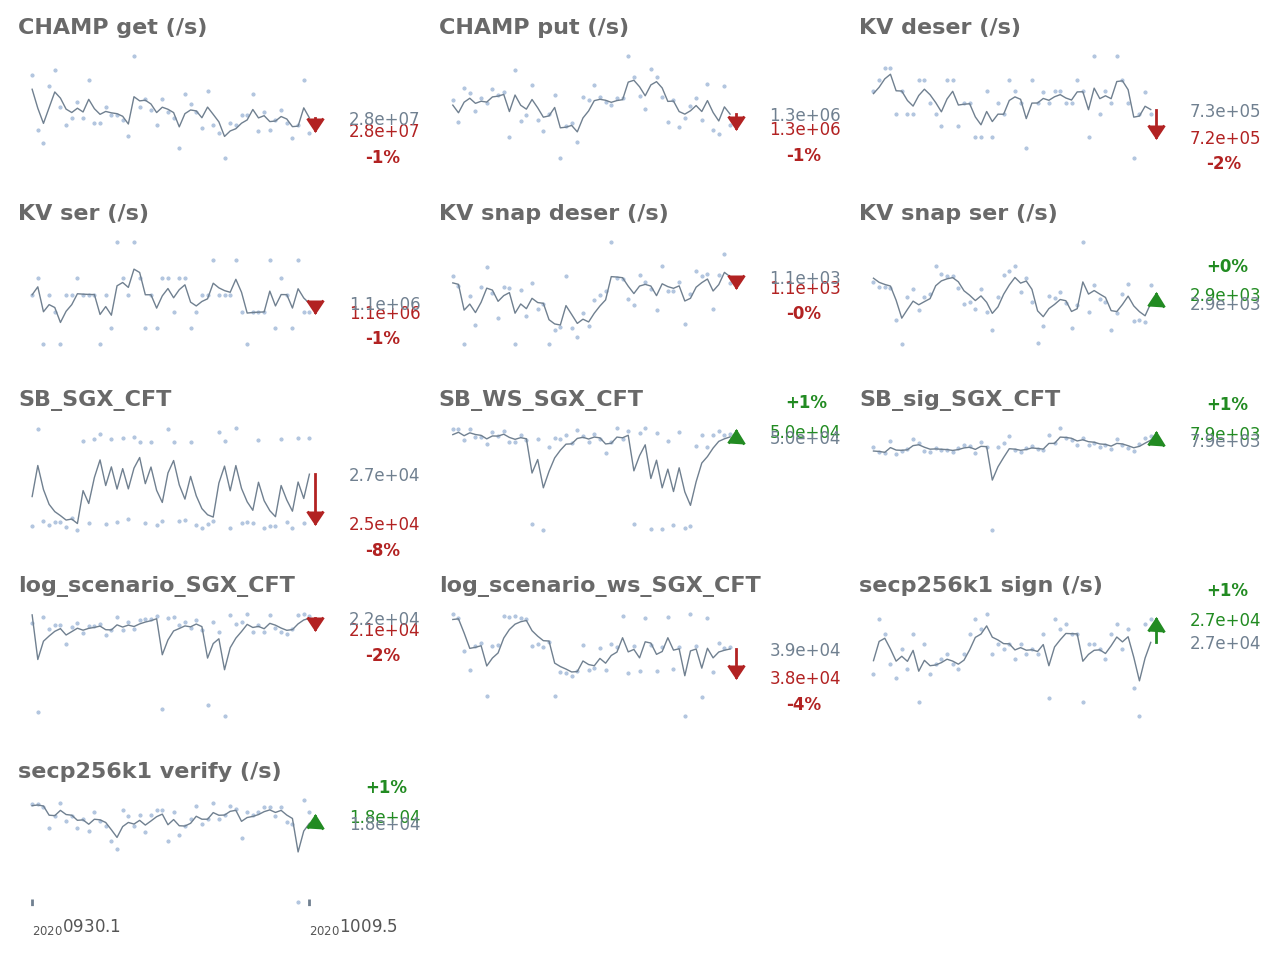 CHAMP get (/s)
2.8e+07
2.8e+07
-1%
CHAMP put (/s)
1.3e+06
1.3e+06
-1%
KV deser (/s)
7.3e+05
7.2e+05
-2%
KV ser (/s)
1.1e+06
1.1e+06
-1%
KV snap deser (/s)
1.1e+03
1.1e+03
-0%
KV snap ser (/s)
+0%
2.9e+03
2.9e+03
SB_SGX_CFT
2.7e+04
2.5e+04
-8%
SB_WS_SGX_CFT
+1%
5.0e+04
5.0e+04
SB_sig_SGX_CFT
+1%
7.9e+03
7.9e+03
log_scenario_SGX_CFT
2.2e+04
2.1e+04
-2%
log_scenario_ws_SGX_CFT
3.9e+04
3.8e+04
-4%
secp256k1 sign (/s)
+1%
2.7e+04
2.7e+04
secp256k1 verify (/s)
+1%
1.8e+04
1.8e+04
20200930.1
20201009.5